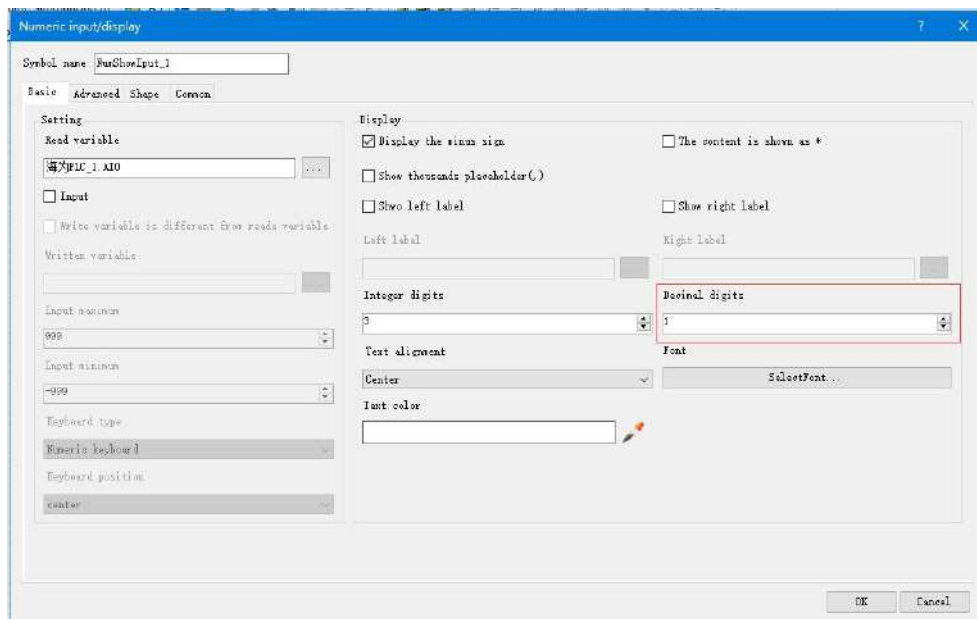 Numeric input/display
? ×
Symbol name NumShowIput_1
Basic Advanced Shape Common
Setting
Read variable
海为PLC_1.AI0
...
Input
Write variable is different from reads variable
Written variable
...
Input maximum
999
Input minimum
-999
Keyboard type
Numeric keyboard
Keyboard position
center
Display
Display the minus sign
The content is shown as *
Show thousands placeholder(,)
Shwo left label
Show right label
Left label
Right label
...
...
Integer digits
Decimal digits
3
1
Text alignment
Font
Center
SelectFont...
Text color
OK Cancel